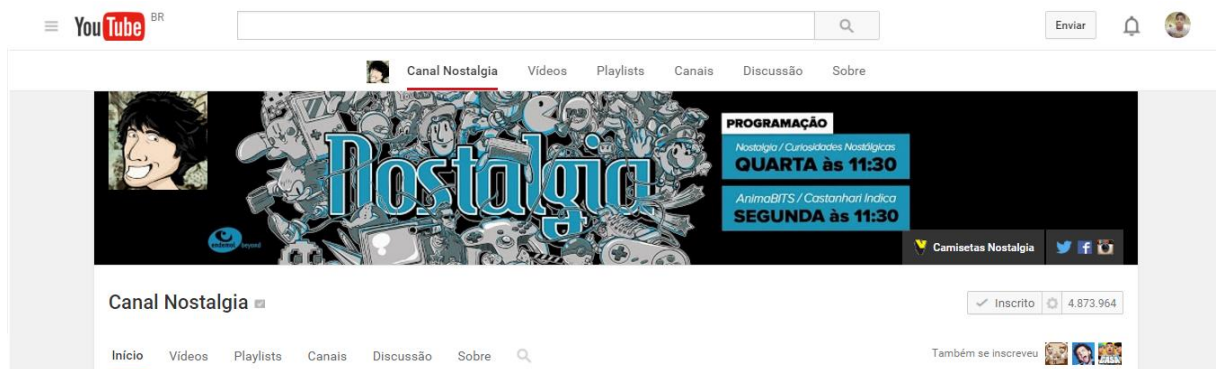 YouTube BR
Enviar
Canal Nostalgia Vídeos Playlists Canais Discussão Sobre
Nostalgia
PROGRAMAÇÃO
Nostalgia / Curiosidades Nostálgicas
QUARTA às 11:30
AnimaBITS / Castanhari Indica
SEGUNDA às 11:30
endemol beyond
Camisetas Nostalgia
Canal Nostalgia
Inscrito 4.873.964
Início Vídeos Playlists Canais Discussão Sobre
Também se inscreveu